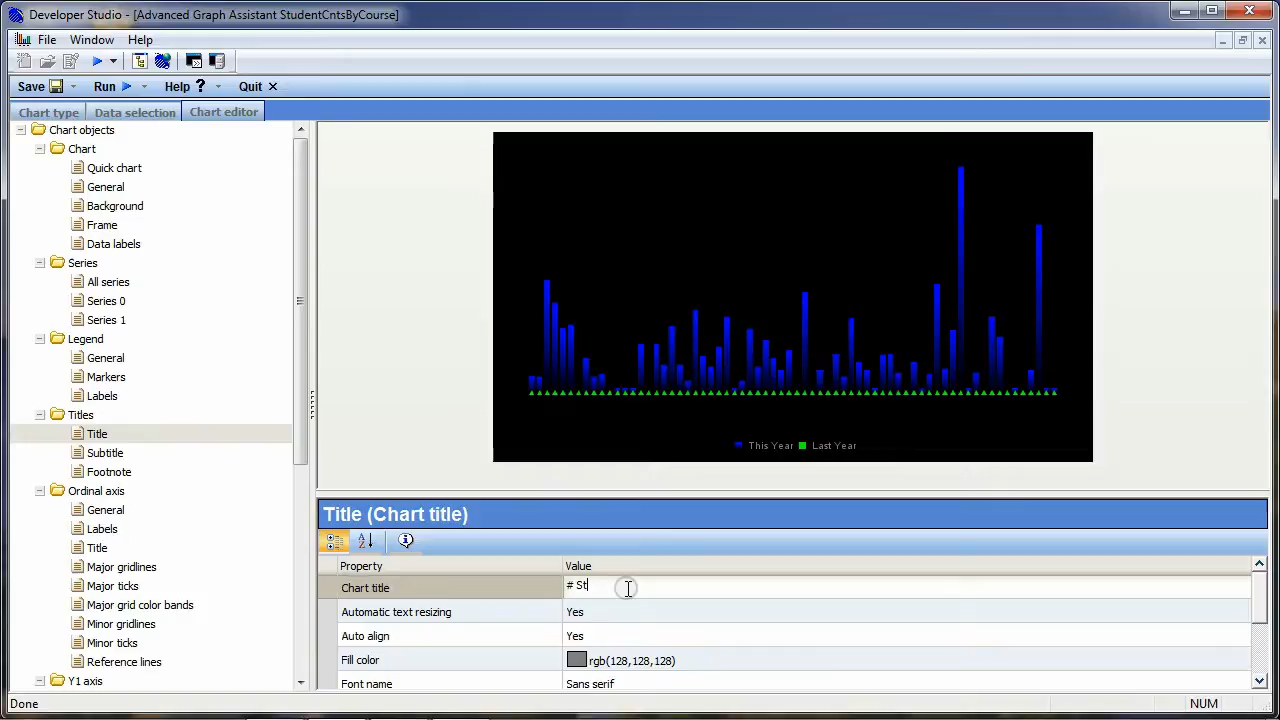 Developer Studio - [Advanced Graph Assistant StudentCntsByCourse]
File Window Help
Save Run Help ? Quit
Chart type Data selection Chart editor
Chart objects
Chart
Quick chart
General
Background
Frame
Data labels
Series
All series
Series 0
Series 1
Legend
General
Markers
Labels
Titles
Title
Subtitle
Footnote
Ordinal axis
General
Labels
Title
Major gridlines
Major ticks
Major grid color bands
Minor gridlines
Minor ticks
Reference lines
Y1 axis
This Year Last Year
Title (Chart title)
Property Value
Chart title # St
Automatic text resizing Yes
Auto align Yes
Fill color rgb(128,128,128)
Font name Sans serif
Done NUM